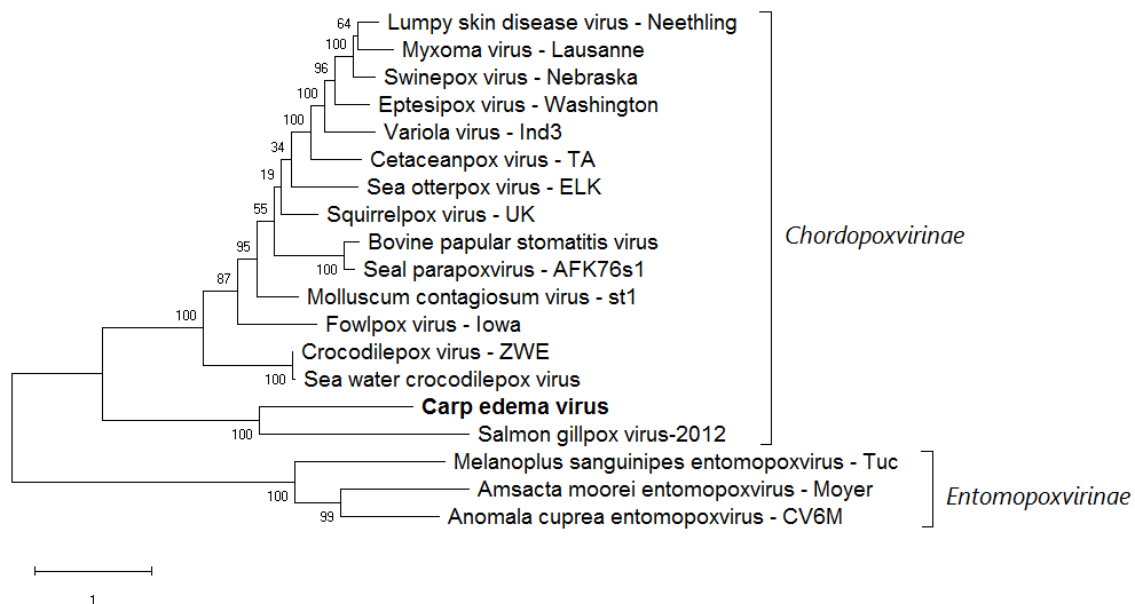 64
Lumpy skin disease virus - Neethling
100
Myxoma virus - Lausanne
96
Swinepox virus - Nebraska
100
Eptesipox virus - Washington
100
Variola virus - Ind3
34
Cetaceanpox virus - TA
19
Sea otterpox virus - ELK
55
Squirrelpox virus - UK
Chordopoxvirinae
95
Bovine papular stomatitis virus
100
Seal parapoxvirus - AFK76s1
87
Molluscum contagiosum virus - st1
100
Fowlpox virus - Iowa
Crocodilepox virus - ZWE
100
Sea water crocodilepox virus
Carp edema virus
100
Salmon gillpox virus-2012
Melanoplus sanguinipes entomopoxvirus - Tuc
100
Amsacta moorei entomopoxvirus - Moyer
Entomopoxvirinae
99
Anomala cuprea entomopoxvirus - CV6M
1